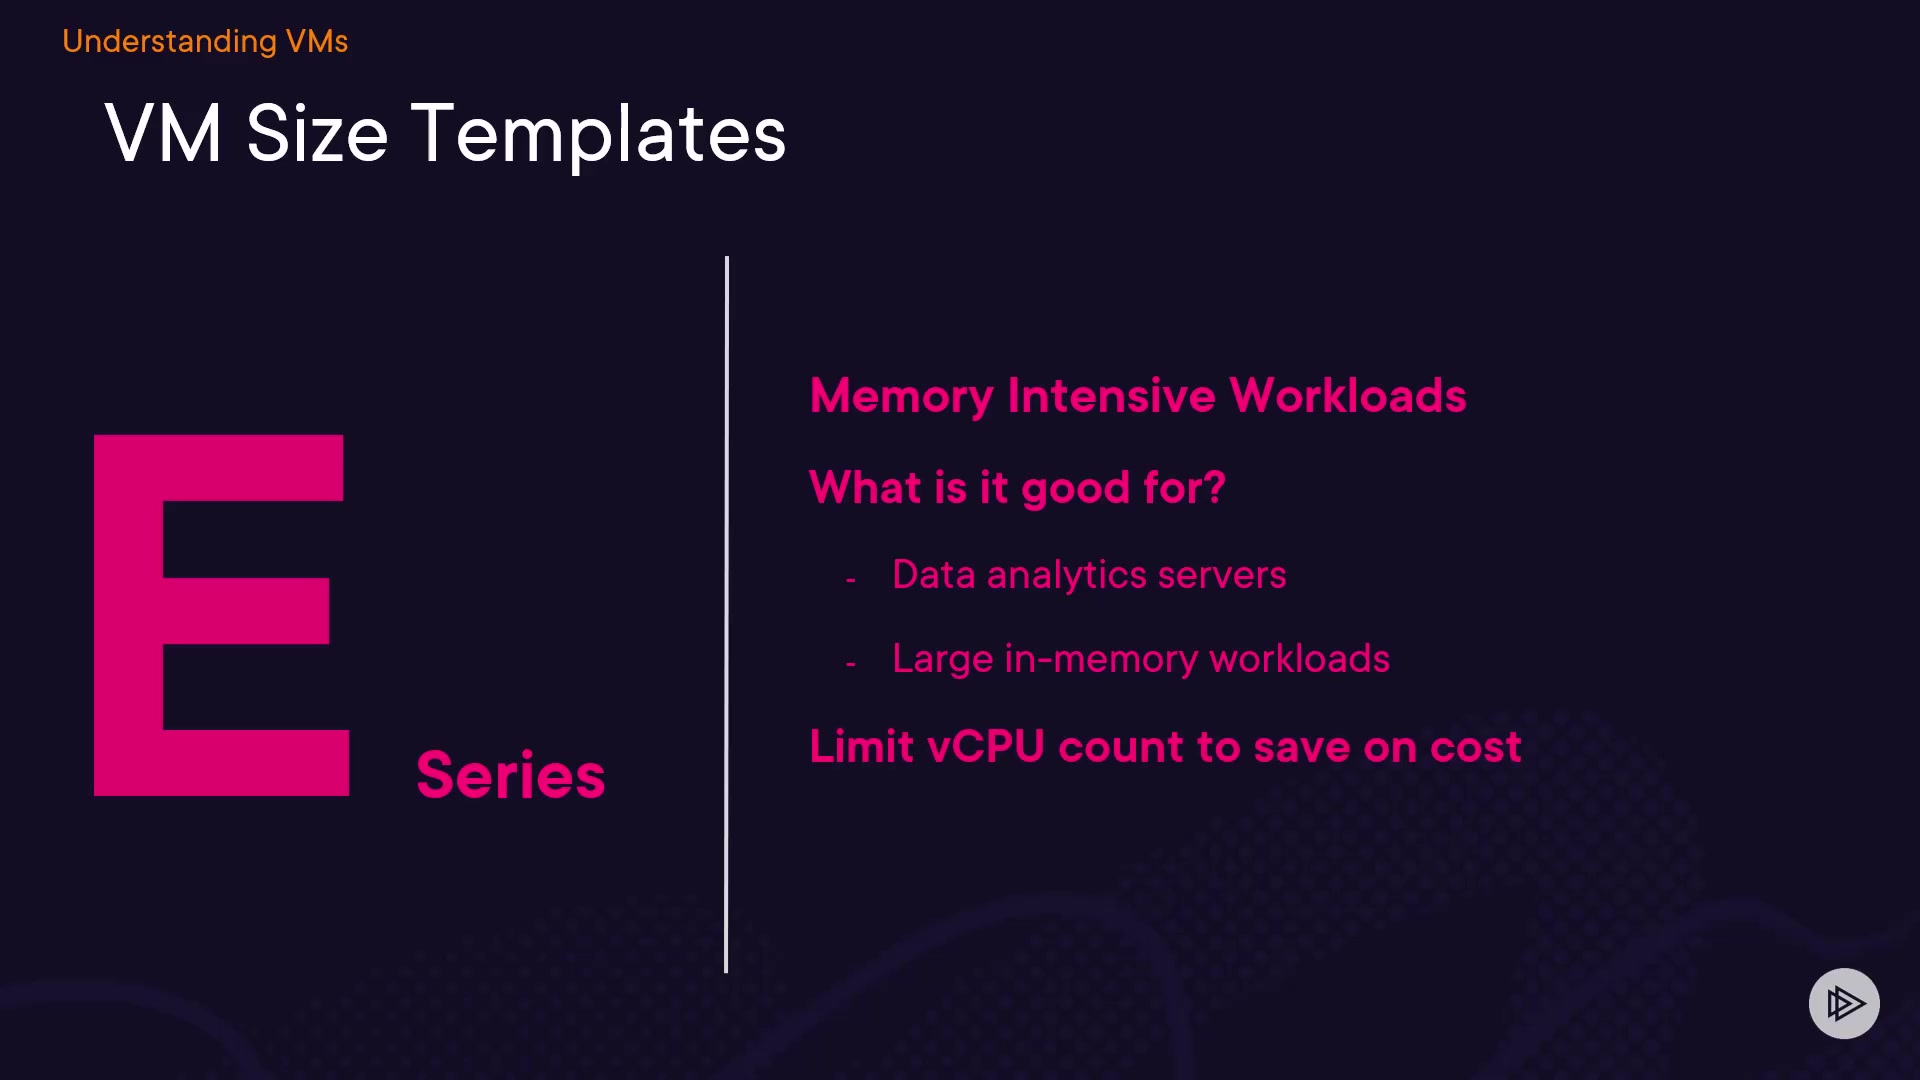 Understanding VMs
VM Size Templates
E Series
Memory Intensive Workloads
What is it good for?
- Data analytics servers
- Large in-memory workloads
Limit vCPU count to save on cost